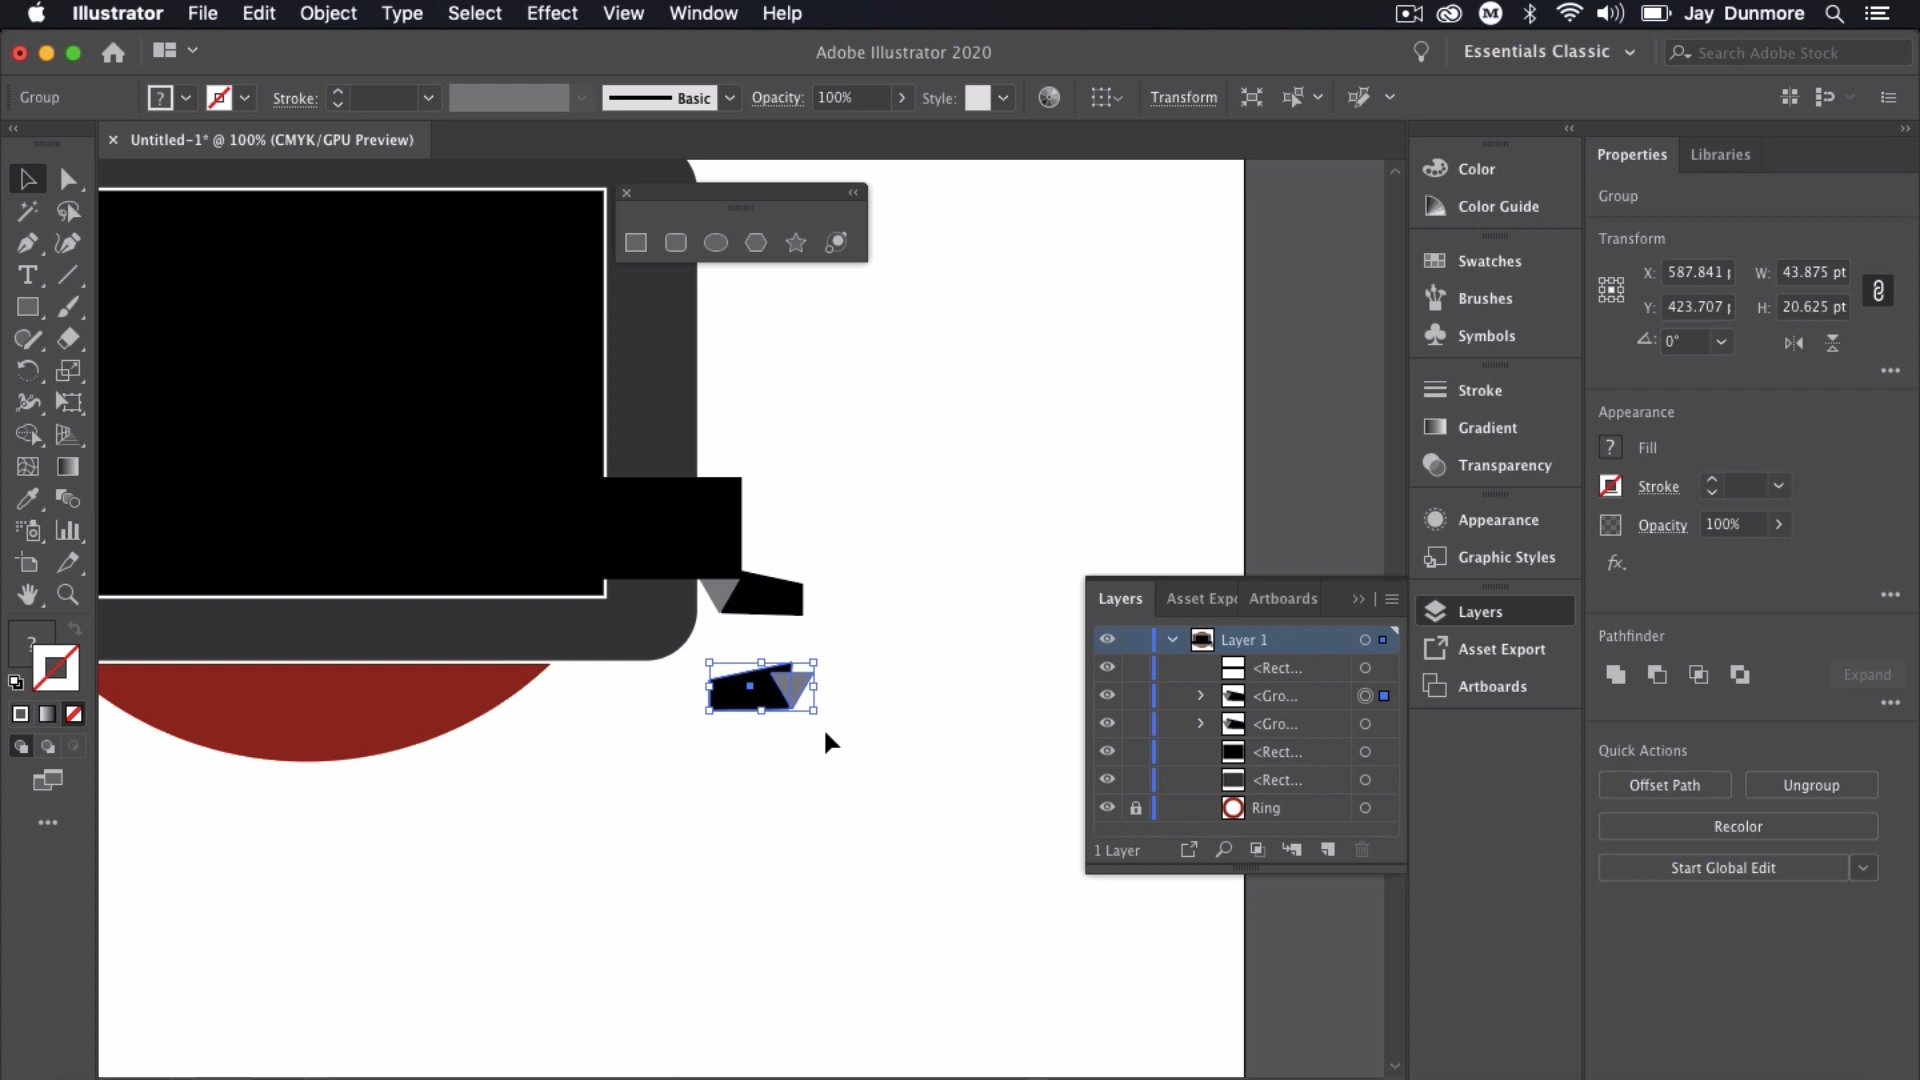 Illustrator File Edit Object Type Select Effect View Window Help Jay Dunmore
Adobe Illustrator 2020 Essentials Classic Search Adobe Stock
Group ? Stroke: Basic Opacity: 100% Style: Transform
Untitled-1* @ 100% (CMYK/GPU Preview)
Color
Color Guide
Swatches
Brushes
Symbols
Stroke
Gradient
Transparency
Appearance
Graphic Styles
Layers
Asset Export
Artboards
Properties Libraries
Group
Transform
X: 587.841 W: 43.875 pt
Y: 423.707 H: 20.625 pt
0°
Appearance
? Fill
Stroke
Opacity 100%
fx.
Pathfinder
Expand
Quick Actions
Offset Path Ungroup
Recolor
Start Global Edit
Layers Asset Expo Artboards
Layer 1
<Rect...
<Gro...
<Gro...
<Rect...
<Rect...
Ring
1 Layer
T
?